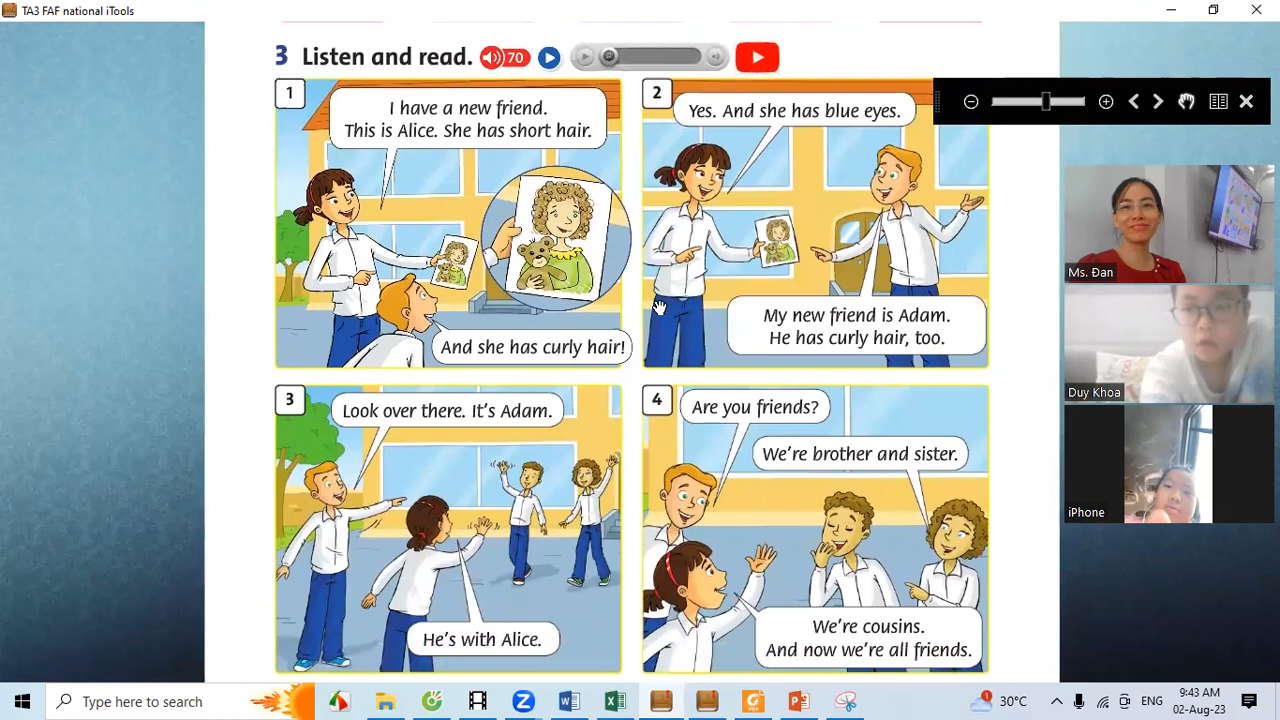 TA3 FAF national iTools
3 Listen and read. 70
1
I have a new friend.
This is Alice. She has short hair.
And she has curly hair!
2
Yes. And she has blue eyes.
My new friend is Adam.
He has curly hair, too.
3
Look over there. It's Adam.
He's with Alice.
4
Are you friends?
We're brother and sister.
We're cousins.
And now we're all friends.
Ms. Đan
Duy Khoa
iPhone
Type here to search
1
30°C
ENG
9:43 AM
02-Aug-23